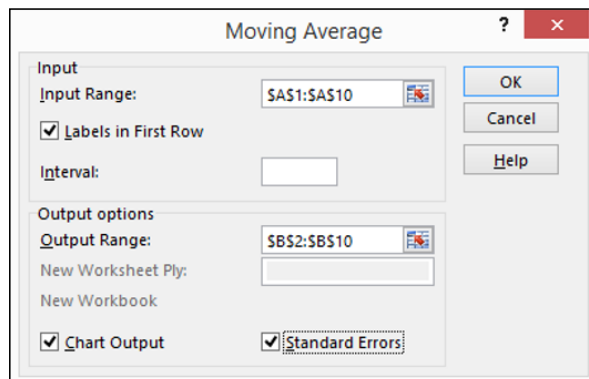 Moving Average
?
×
Input
Input Range:
$A$1:$A$10
Labels in First Row
Interval:
Output options
Output Range:
$B$2:$B$10
New Worksheet Ply:
New Workbook
Chart Output
Standard Errors
OK
Cancel
Help